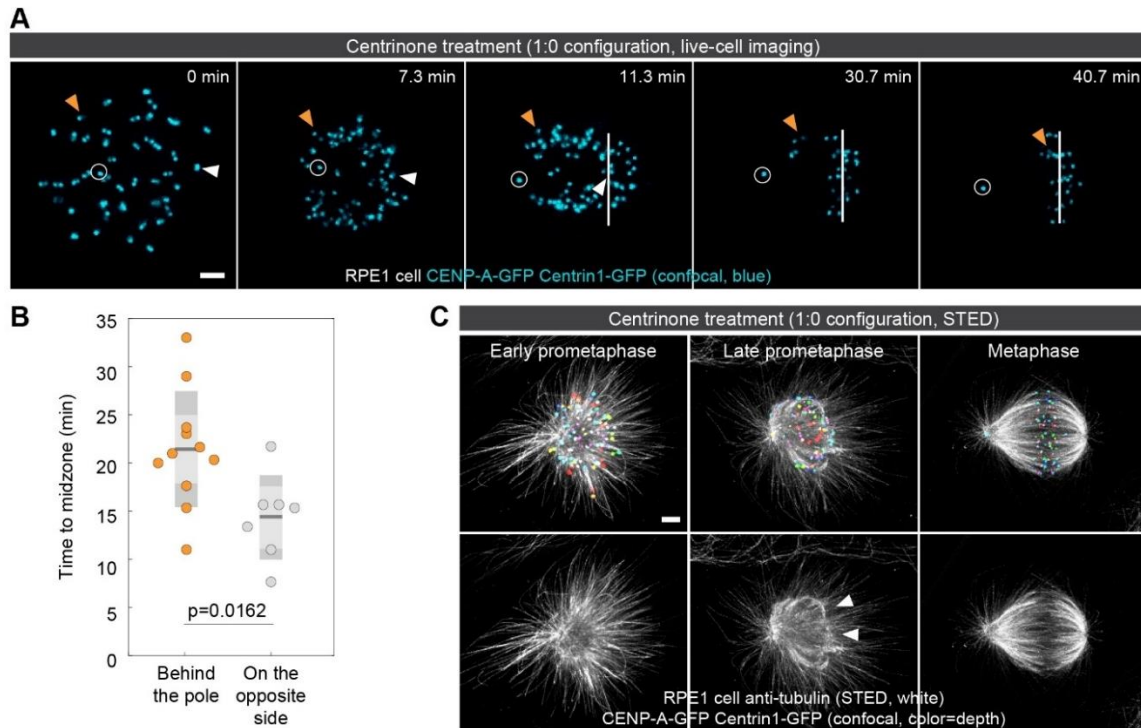 A
Centrinone treatment (1:0 configuration, live-cell imaging)
0 min
7.3 min
11.3 min
30.7 min
40.7 min
RPE1 cell CENP-A-GFP Centrin1-GFP (confocal, blue)
B
Time to midzone (min)
35
30
25
20
15
10
5
0
p=0.0162
Behind
the pole
On the
opposite
side
C
Centrinone treatment (1:0 configuration, STED)
Early prometaphase
Late prometaphase
Metaphase
RPE1 cell anti-tubulin (STED, white)
CENP-A-GFP Centrin1-GFP (confocal, color=depth)